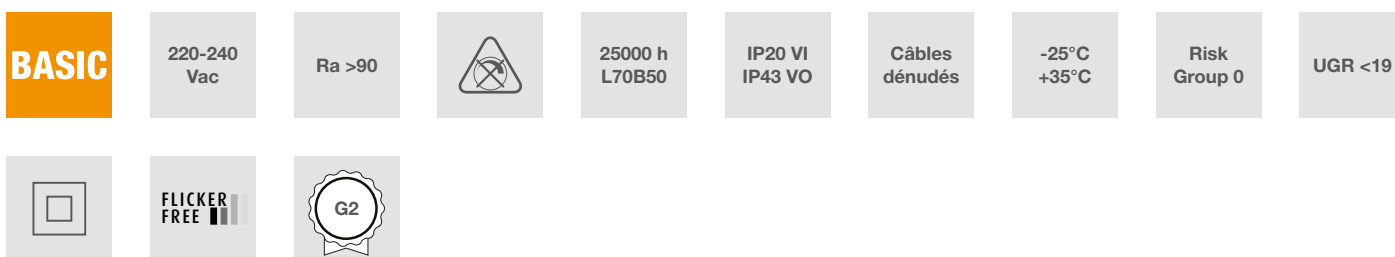 BASIC
220-240
Vac
Ra >90
25000 h
L70B50
IP20 VI
IP43 VO
Câbles
dénudés
-25°C
+35°C
Risk
Group 0
UGR <19
FLICKER
FREE
G2